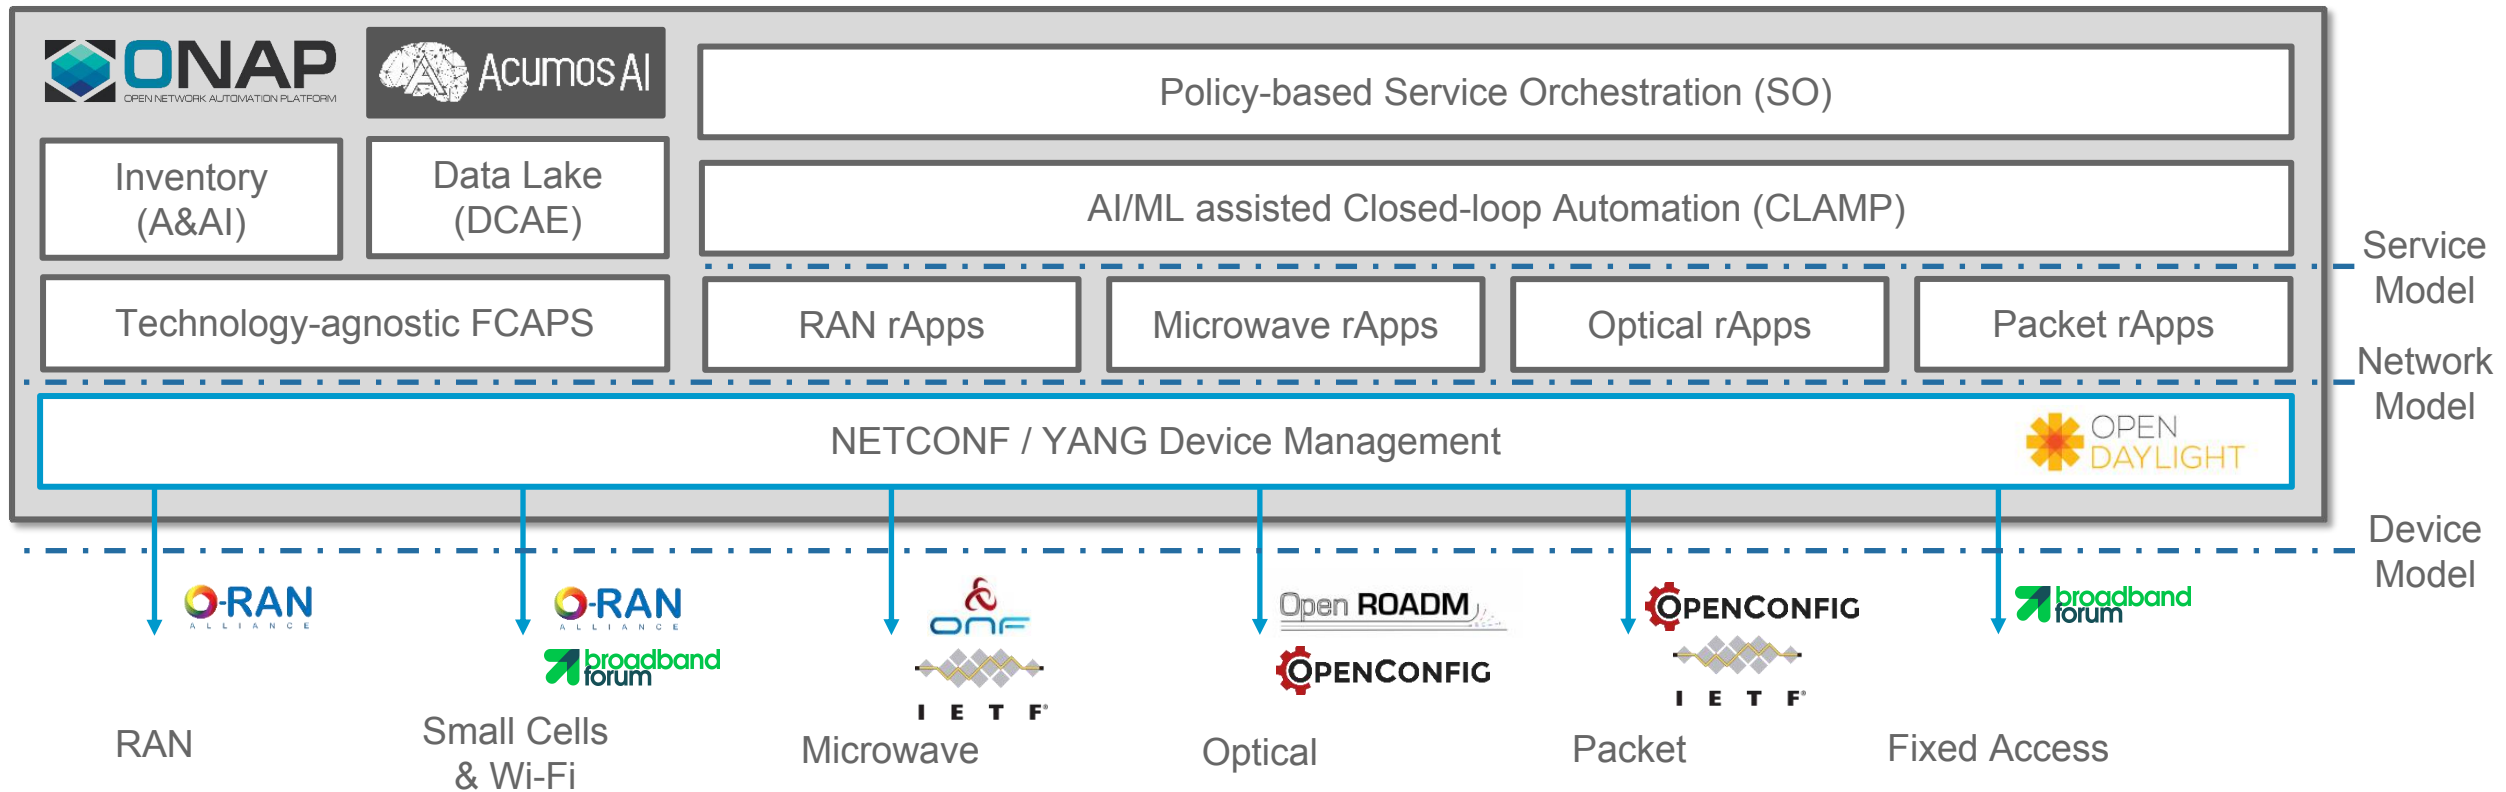 ONAP
OPEN NETWORK AUTOMATION PLATFORM
Acumos AI
Policy-based Service Orchestration (SO)
Inventory
(A&AI)
Data Lake
(DCAE)
AI/ML assisted Closed-loop Automation (CLAMP)
Service
Model
Technology-agnostic FCAPS
RAN rApps
Microwave rApps
Optical rApps
Packet rApps
Network
Model
NETCONF / YANG Device Management
OPEN
DAYLIGHT
Device
Model
O-RAN
ALLIANCE
O-RAN
ALLIANCE
broadband
forum
onf
IETF®
Open ROADM
OPENCONFIG
OPENCONFIG
IETF®
broadband
forum
RAN
Small Cells
& Wi-Fi
Microwave
Optical
Packet
Fixed Access